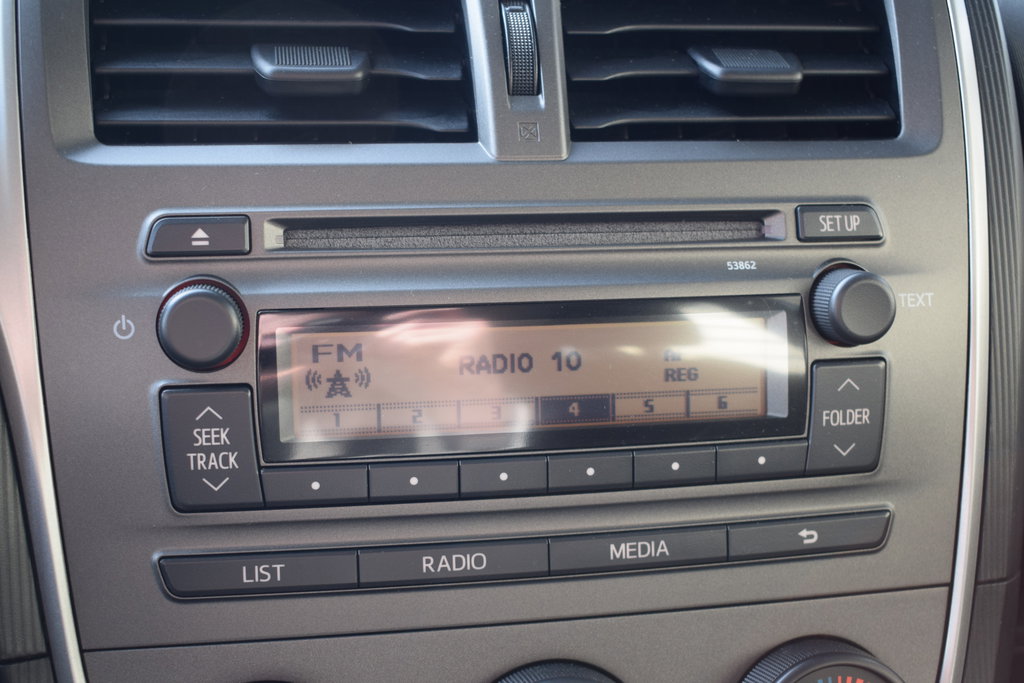 SET UP
53862
TEXT
FM
RADIO 10
REG
1 2 3 4 5 6
SEEK
TRACK
FOLDER
LIST
RADIO
MEDIA